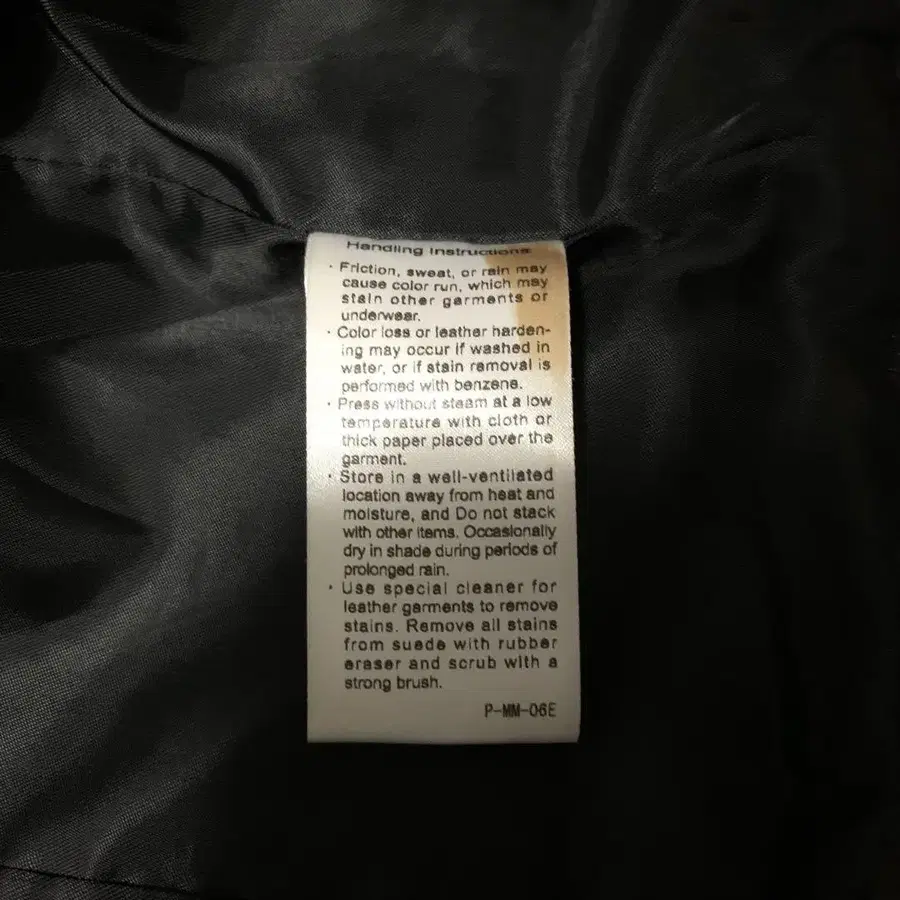 Handling Instructions
· Friction, sweat, or rain may
cause color run, which may
stain other garments or
underwear.
· Color loss or leather harden-
ing may occur if washed in
water, or if stain removal is
performed with benzene.
· Press without steam at a low
temperature with cloth or
thick paper placed over the
garment.
· Store in a well-ventilated
location away from heat and
moisture, and Do not stack
with other items. Occasionally
dry in shade during periods of
prolonged rain.
· Use special cleaner for
leather garments to remove
stains. Remove all stains
from suede with rubber
eraser and scrub with a
strong brush.
P-MM-06E